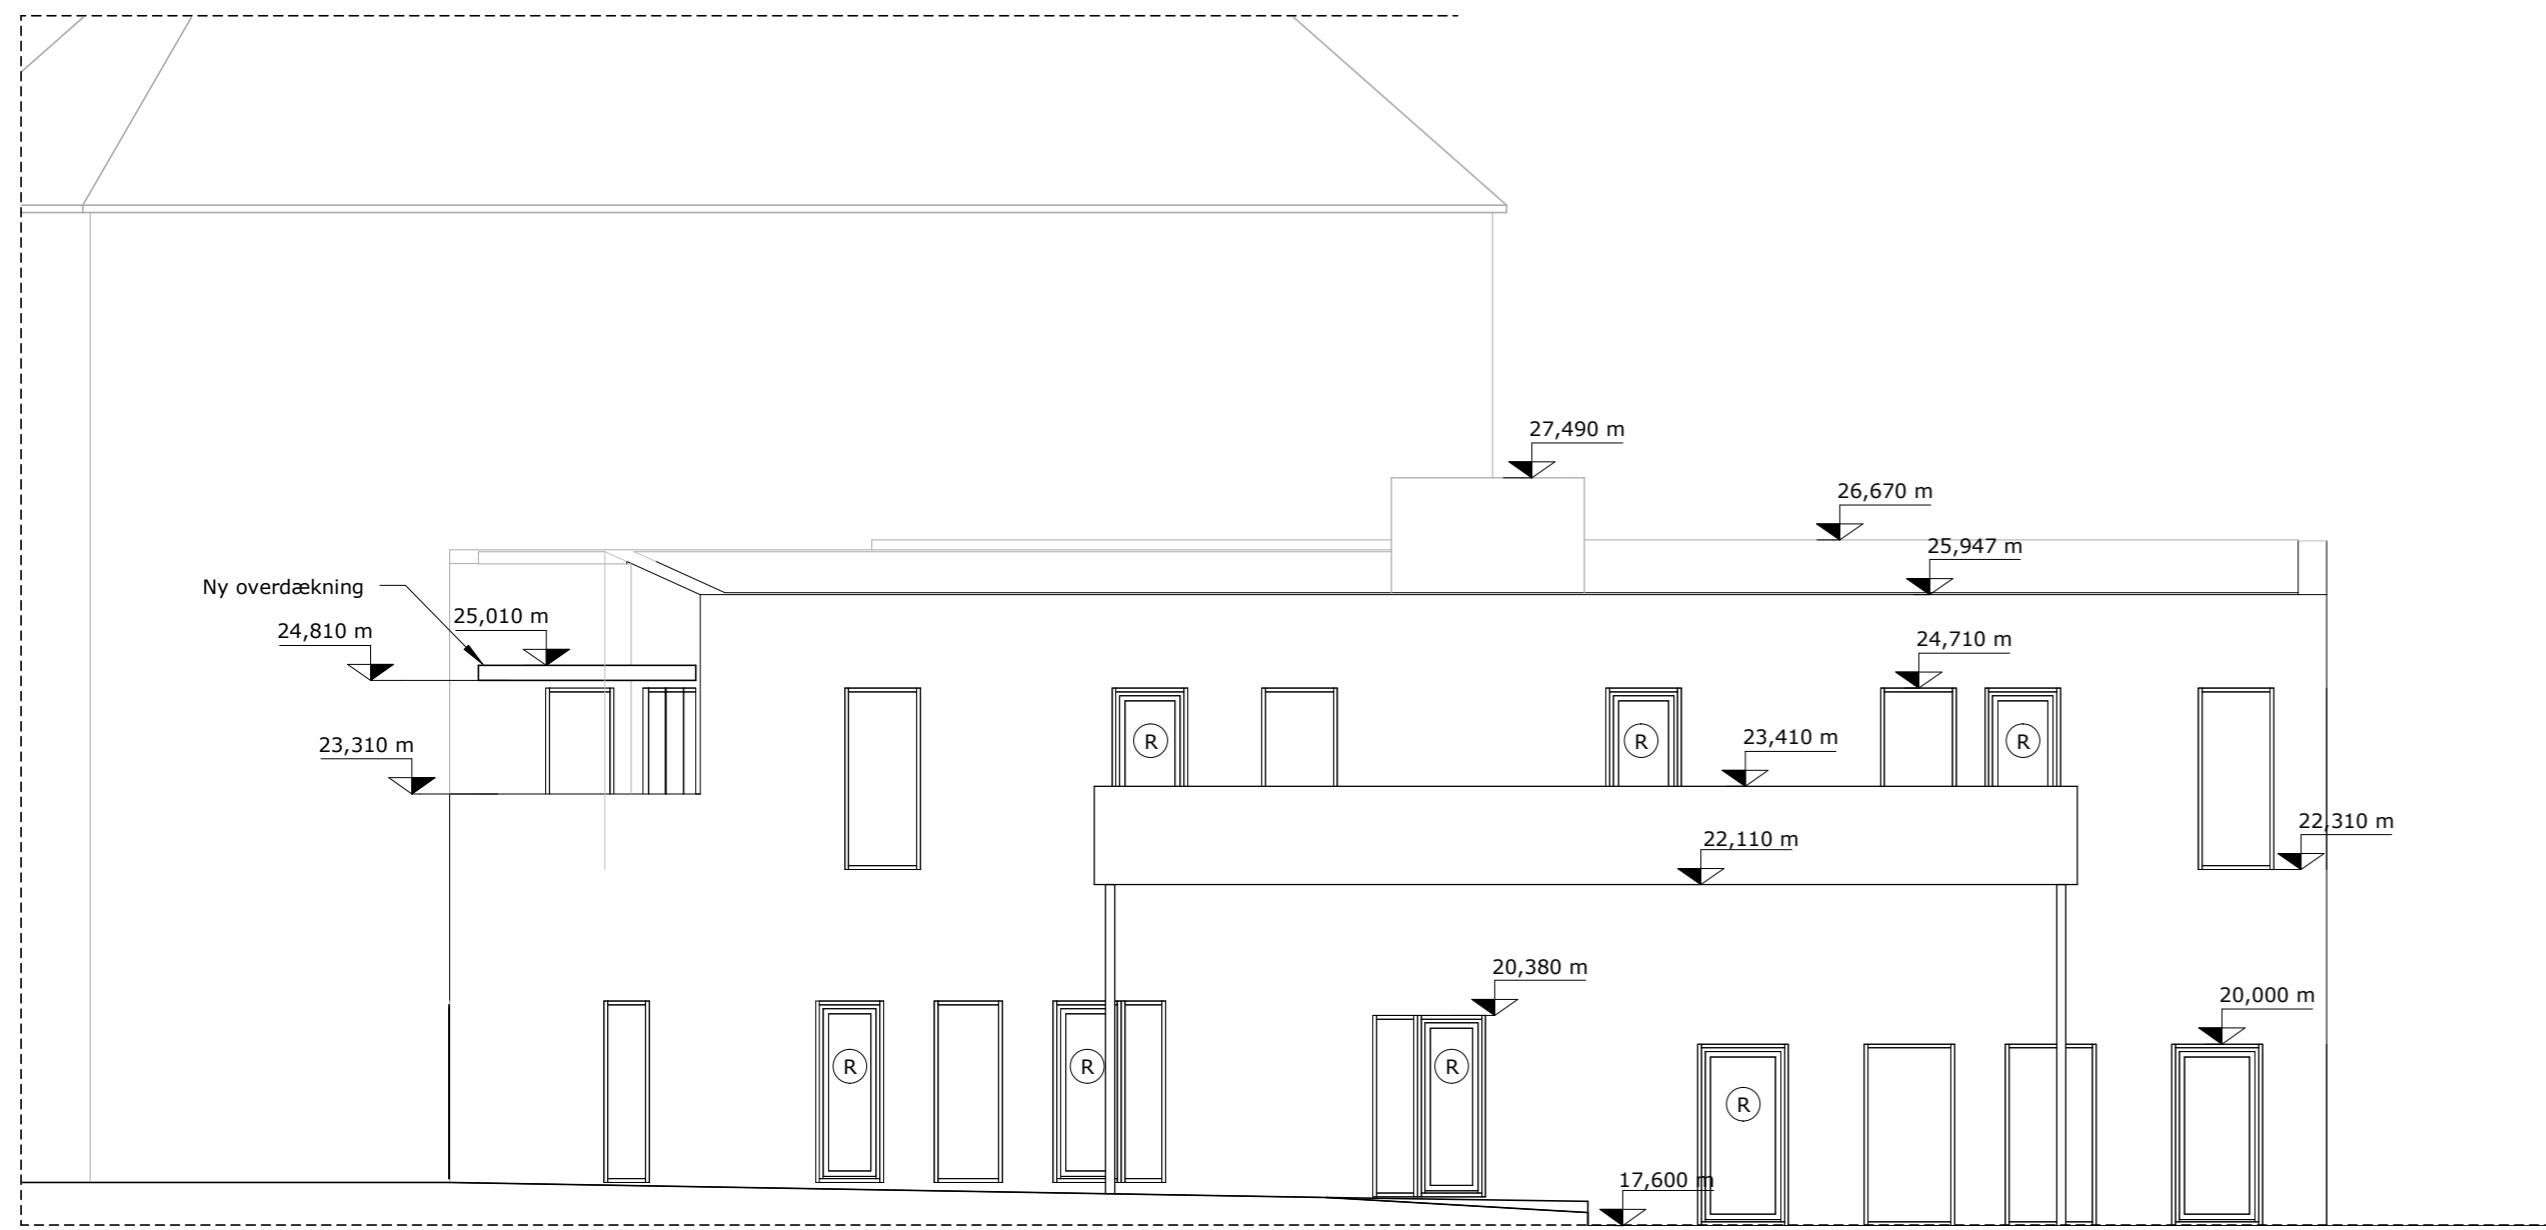 27,490 m
26,670 m
25,947 m
Ny overdækning
25,010 m
24,810 m
24,710 m
R
R
R
23,310 m
23,410 m
22,110 m
22,310 m
20,380 m
20,000 m
R
R
R
R
17,600 m